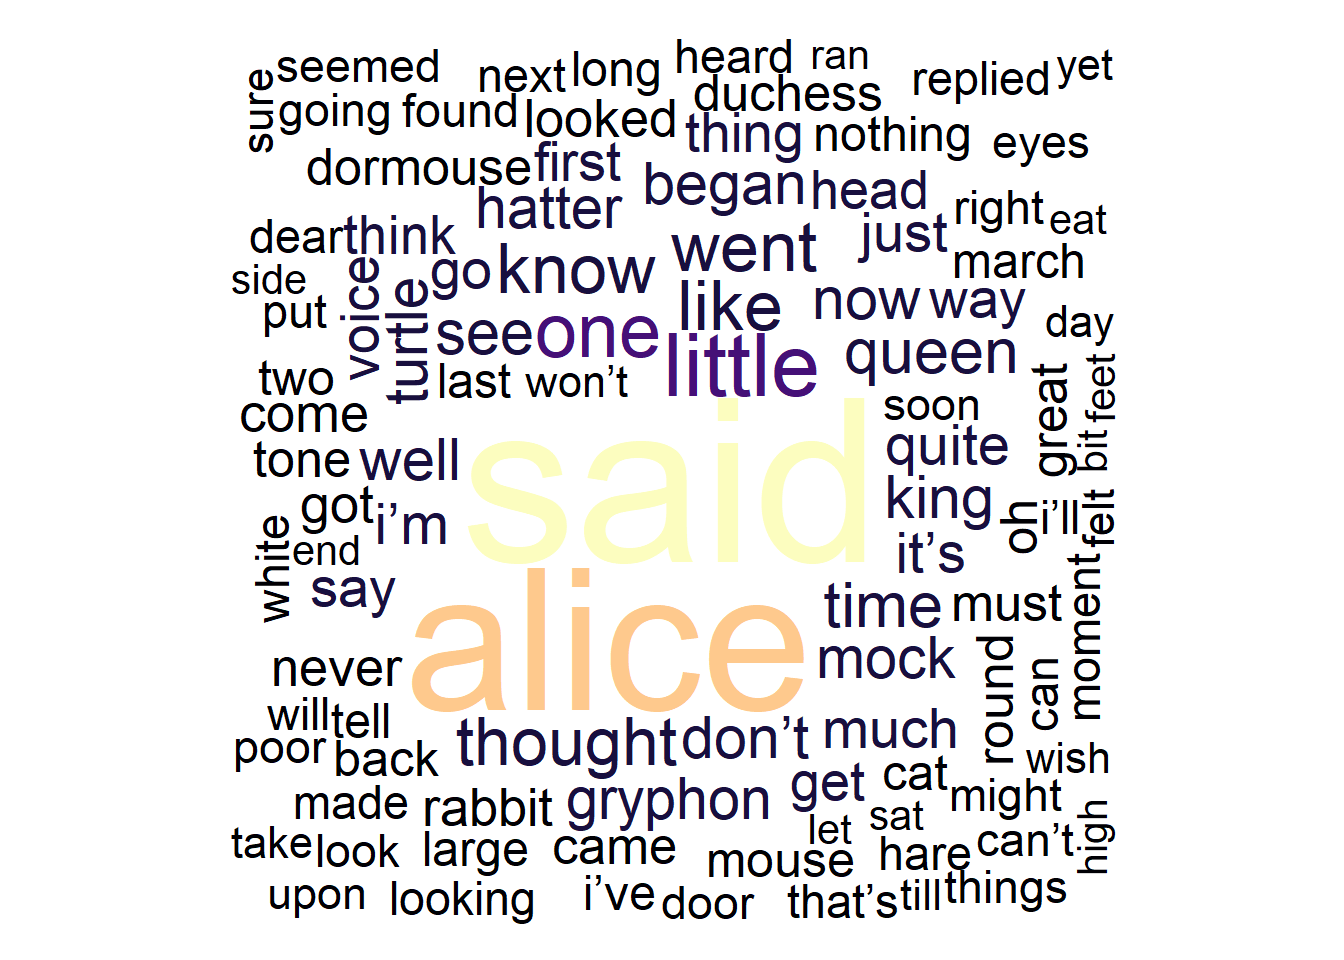 seemed next long heard ran replied yet
sure going found looked duchess thing nothing eyes
dormouse first began head
hatter right eat
dear think go know went just march
side voice turtle see one like now way
put little queen day
two last won’t great feet
come said soon bit
tone well quite
got i’m king oh i’ll felt
white end it’s
say alice time must moment
never mock round can
will tell thought don’t much
poor back cat wish
made rabbit gryphon get might
take look large came let sat can’t high
mouse hare
upon looking i’ve door that’s till things